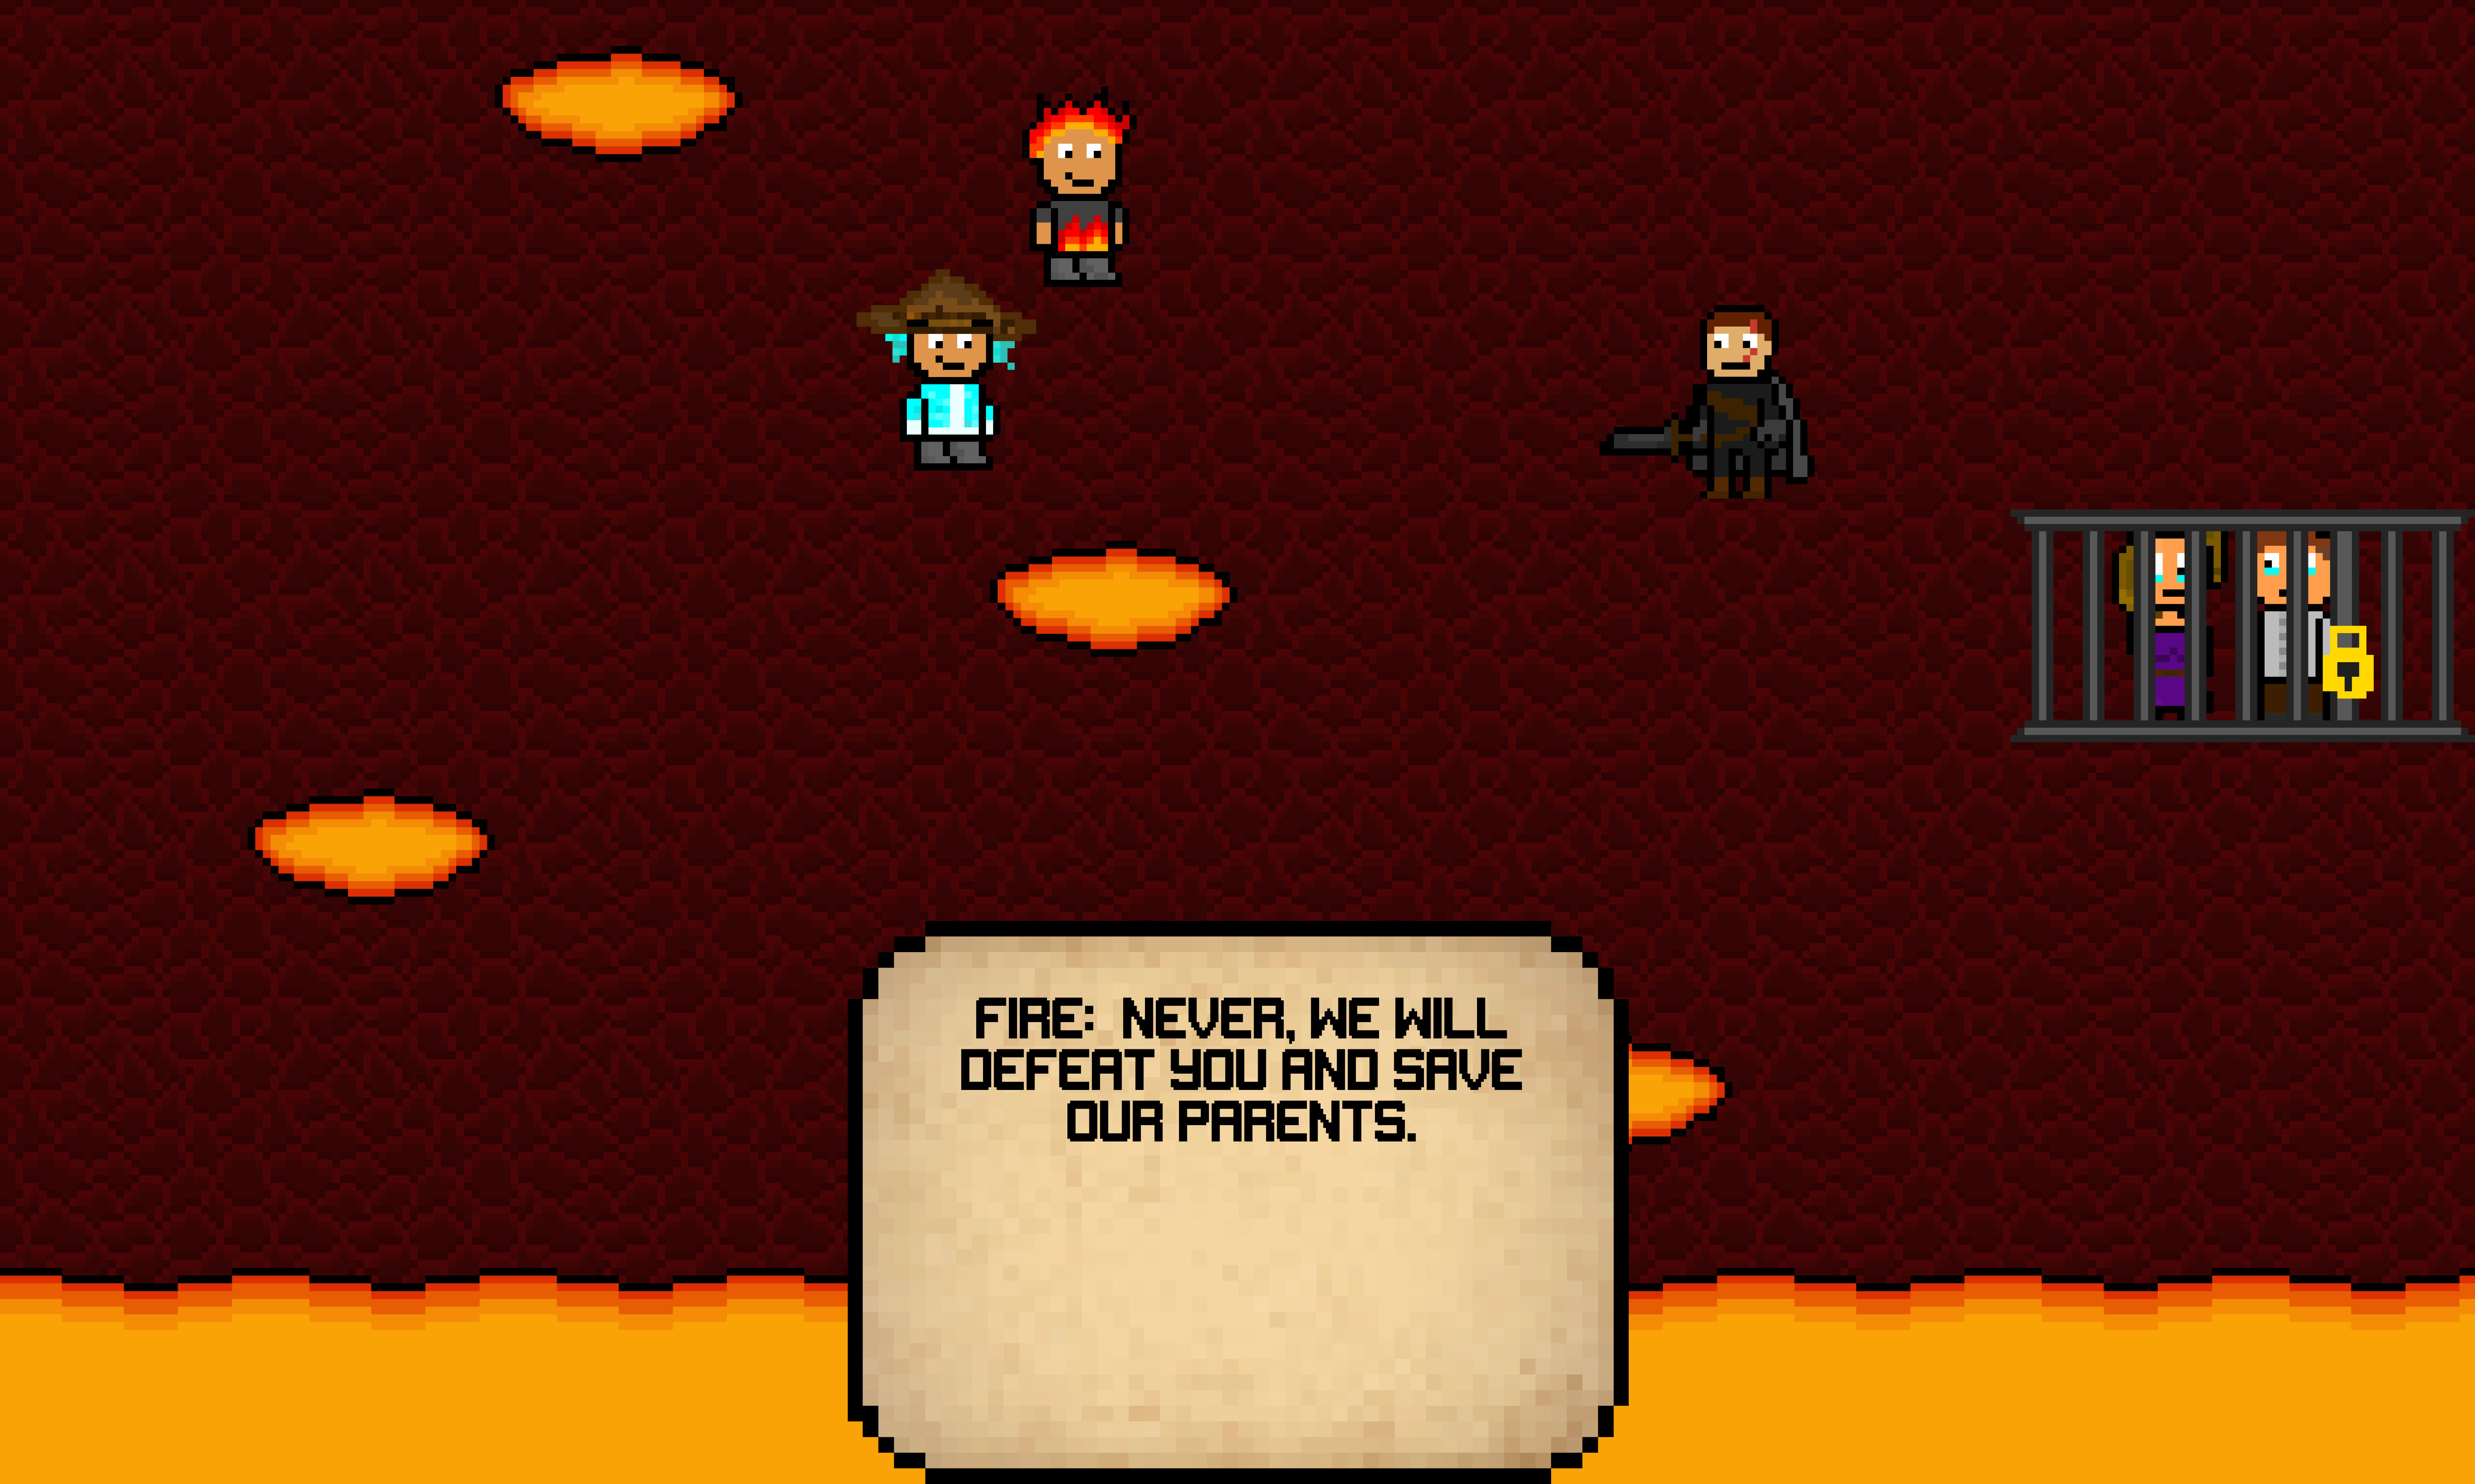 FIRE: NEVER, WE WILL
DEFEAT YOU AND SAVE
OUR PARENTS.